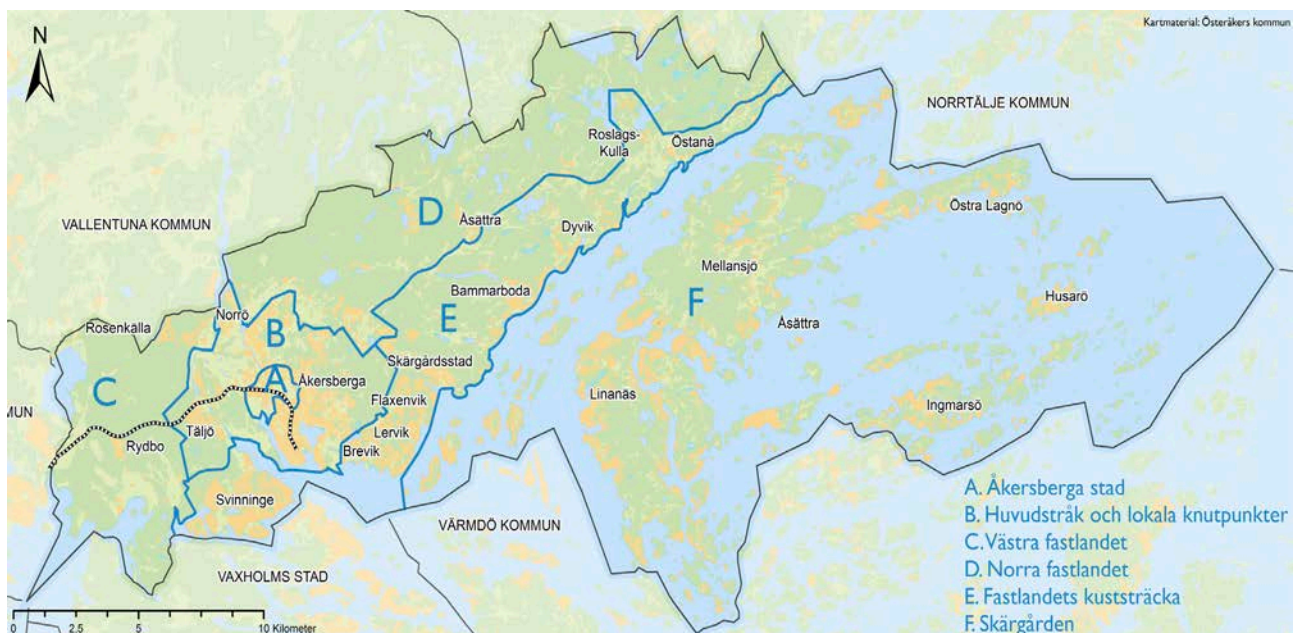 Kartmaterial: Österåkers kommun
N
NORRTÄLJE KOMMUN
Roslags-
Kulla
Östanå
Östra Lagnö
D
Åsättra
VALLENTUNA KOMMUN
Dyvik
Mellansjö
Bammarboda
F
Husarö
Norrö
Rosenkälla
B
E
Åsättra
Skärgårdsstad
C
A
Åkersberga
Linanäs
Flaxenvik
Ingmarsö
MUN
Täljö
Lervik
Rydbo
Brevik
Svinninge
VÄRMDÖ KOMMUN
VAXHOLMS STAD
A. Åkersberga stad
B. Huvudstråk och lokala knutpunkter
C. Västra fastlandet
D. Norra fastlandet
E. Fastlandets kuststräcka
F. Skärgården
0 2.5 5 10 Kilometer